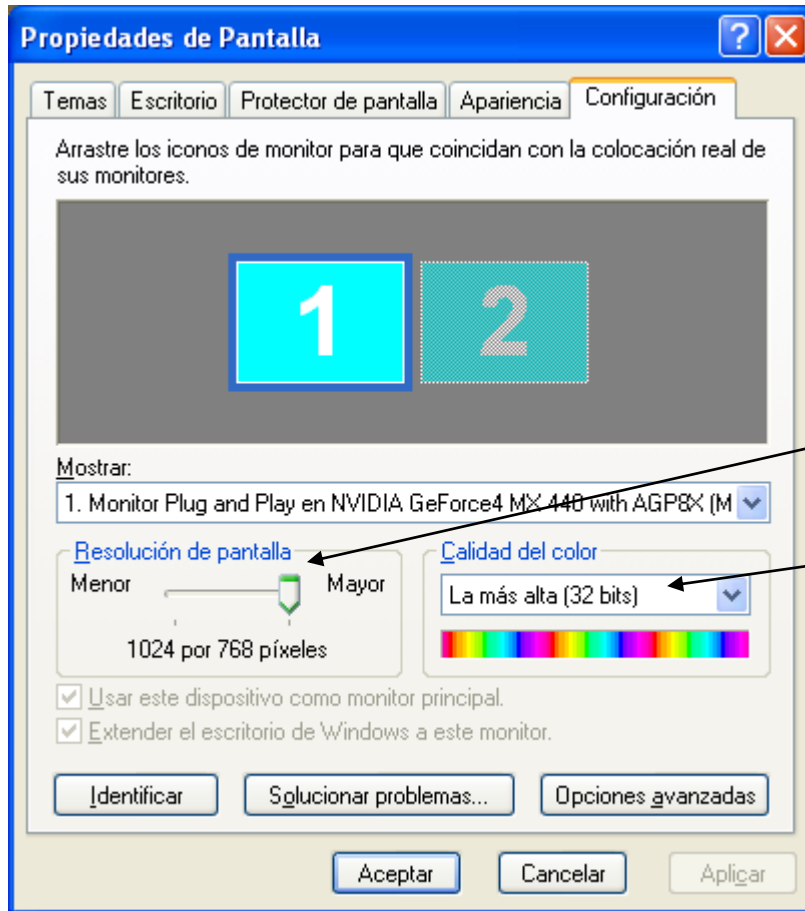 Propiedades de Pantalla
Temas Escritorio Protector de pantalla Apariencia Configuración
Arrastre los iconos de monitor para que coincidan con la colocación real de
sus monitores.
1 2
Mostrar:
1. Monitor Plug and Play en NVIDIA GeForce4 MX 440 with AGP8X (M
Resolución de pantalla
Menor Mayor
1024 por 768 píxeles
Calidad del color
La más alta (32 bits)
Usar este dispositivo como monitor principal.
Extender el escritorio de Windows a este monitor.
Identificar Solucionar problemas... Opciones avanzadas
Aceptar Cancelar Aplicar